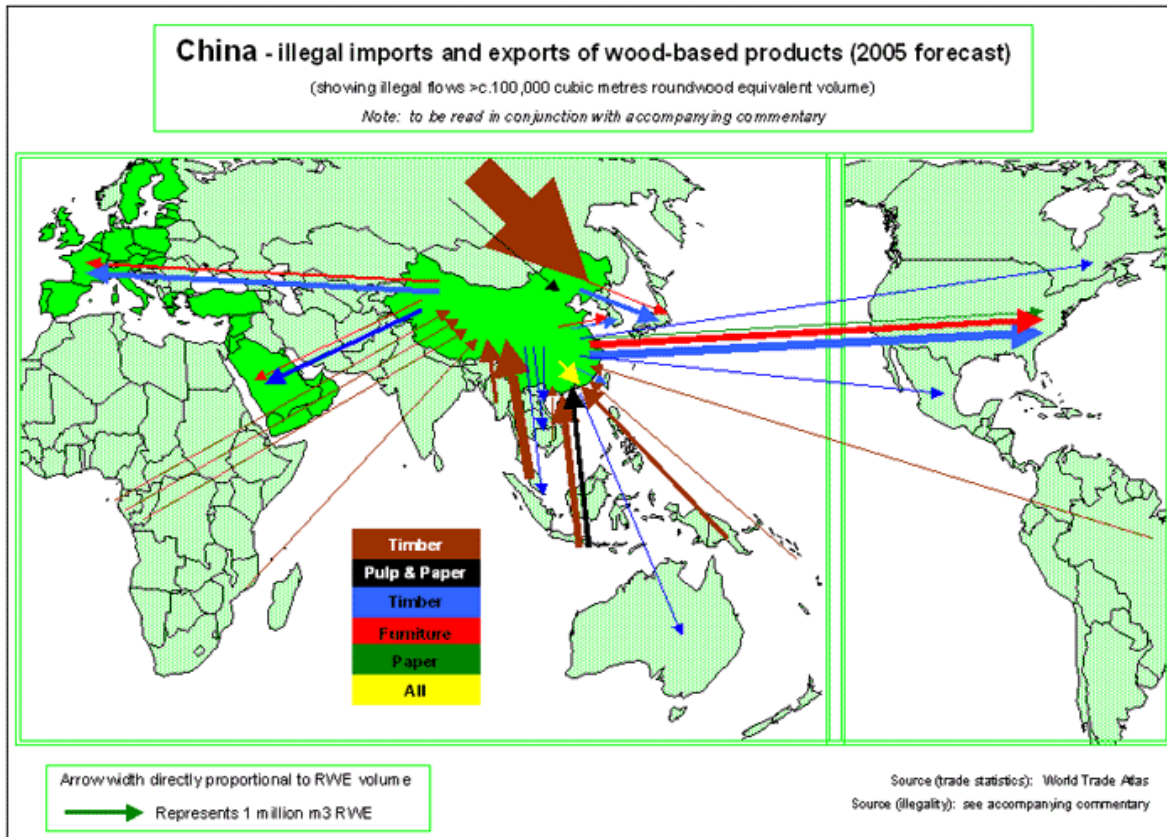 China - illegal imports and exports of wood-based products (2005 forecast)
(showing illegal flows >c.100,000 cubic metres roundwood equivalent volume)
Note: to be read in conjunction with accompanying commentary
Timber
Pulp & Paper
Timber
Furniture
Paper
All
Arrow width directly proportional to RWE volume
Represents 1 million m3 RWE
Source (trade statistics): World Trade Atlas
Source (illegality): see accompanying commentary